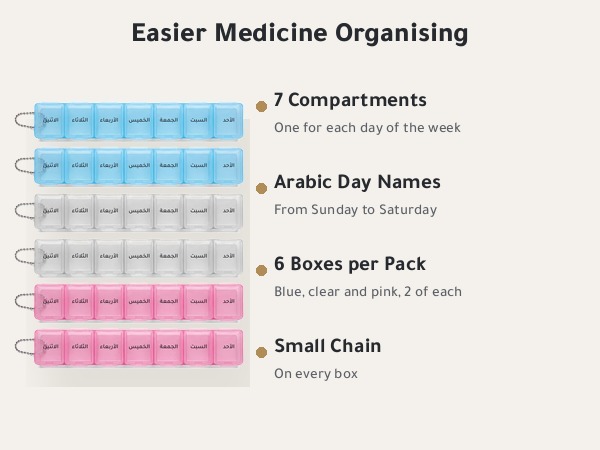 Easier Medicine Organising
الاثنين الثلاثاء الأربعاء الخميس الجمعة السبت الأحد
الاثنين الثلاثاء الأربعاء الخميس الجمعة السبت الأحد
الاثنين الثلاثاء الأربعاء الخميس الجمعة السبت الأحد
الاثنين الثلاثاء الأربعاء الخميس الجمعة السبت الأحد
الاثنين الثلاثاء الأربعاء الخميس الجمعة السبت الأحد
الاثنين الثلاثاء الأربعاء الخميس الجمعة السبت الأحد
7 Compartments
One for each day of the week
Arabic Day Names
From Sunday to Saturday
6 Boxes per Pack
Blue, clear and pink, 2 of each
Small Chain
On every box